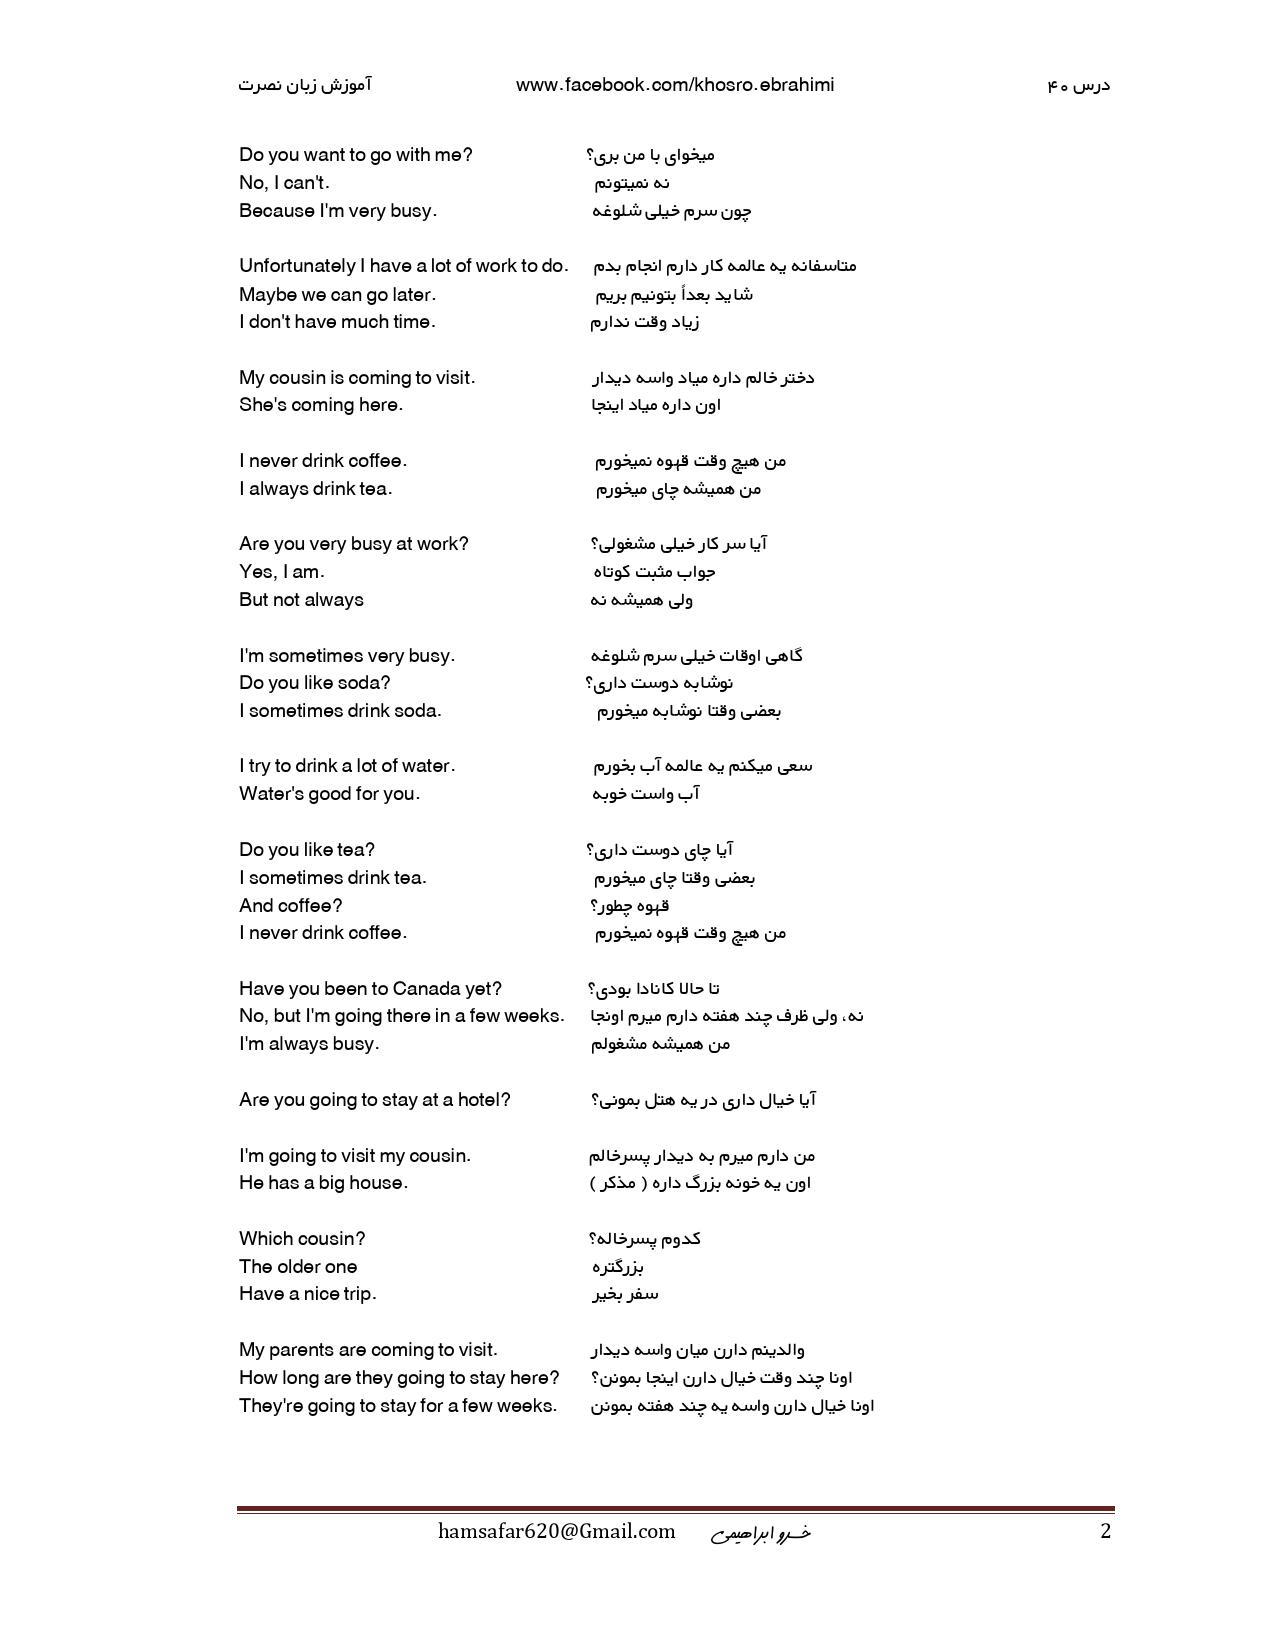 آموزش زبان نصرت www.facebook.com/khosro.ebrahimi درس ۴۰
Do you want to go with me? میخوای با من بری؟
No, I can't. نه نمیتونم
Because I'm very busy. چون سرم خیلی شلوغه
Unfortunately I have a lot of work to do. متاسفانه یه عالمه کار دارم انجام بدم
Maybe we can go later. شاید بعداً بتونیم بریم
I don't have much time. زیاد وقت ندارم
My cousin is coming to visit. دختر خالم داره میاد واسه دیدار
She's coming here. اون داره میاد اینجا
I never drink coffee. من هیچ وقت قهوه نمیخورم
I always drink tea. من همیشه چای میخورم
Are you very busy at work? آیا سر کار خیلی مشغولی؟
Yes, I am. جواب مثبت کوتاه
But not always ولی همیشه نه
I'm sometimes very busy. گاهی اوقات خیلی سرم شلوغه
Do you like soda? نوشابه دوست داری؟
I sometimes drink soda. بعضی وقتا نوشابه میخورم
I try to drink a lot of water. سعی میکنم یه عالمه آب بخورم
Water's good for you. آب واست خوبه
Do you like tea? آیا چای دوست داری؟
I sometimes drink tea. بعضی وقتا چای میخورم
And coffee? قهوه چطور؟
I never drink coffee. من هیچ وقت قهوه نمیخورم
Have you been to Canada yet? تا حالا کانادا بودی؟
No, but I'm going there in a few weeks. نه، ولی ظرف چند هفته دارم میرم اونجا
I'm always busy. من همیشه مشغولم
Are you going to stay at a hotel? آیا خیال داری در یه هتل بمونی؟
I'm going to visit my cousin. من دارم میرم به دیدار پسرخالم
He has a big house. اون یه خونه بزرگ داره ( مذکر )
Which cousin? کدوم پسرخاله؟
The older one بزرگتره
Have a nice trip. سفر بخیر
My parents are coming to visit. والدینم دارن میان واسه دیدار
How long are they going to stay here? اونا چند وقت خیال دارن اینجا بمونن؟
They're going to stay for a few weeks. اونا خیال دارن واسه یه چند هفته بمونن
hamsafar620@Gmail.com خسرو ابراهیمی 2